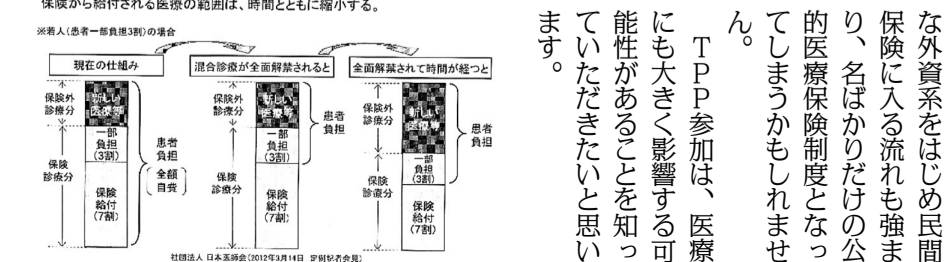 な外資系をはじめ民間
保険に入る流れも強ま
り、名ばかりだけの公
的医療保険制度となっ
てしまうかもしれませ
ん。
ＴＰＰ参加は、医療
にも大きく影響する可
能性があることを知っ
ていただきたいと思い
ます。
保険から給付される医療の範囲は、時間とともに縮小する。
※若人(患者一部負担3割)の場合
現在の仕組み
混合診療が全面解禁されると
全面解禁されて時間が経つと
保険外
診療分
新しい
医療等
保険
診療分
一部
負担
(3割)
保険
給付
(7割)
患者
負担
全額
自費
保険外
診療分
新しい
医療等
保険
診療分
一部
負担
(3割)
保険
給付
(7割)
患者
負担
保険外
診療分
新しい
医療等
保険
診療分
一部
負担
(3割)
保険
給付
(7割)
患者
負担
社団法人 日本医師会(2012年3月14日 定例記者会見)